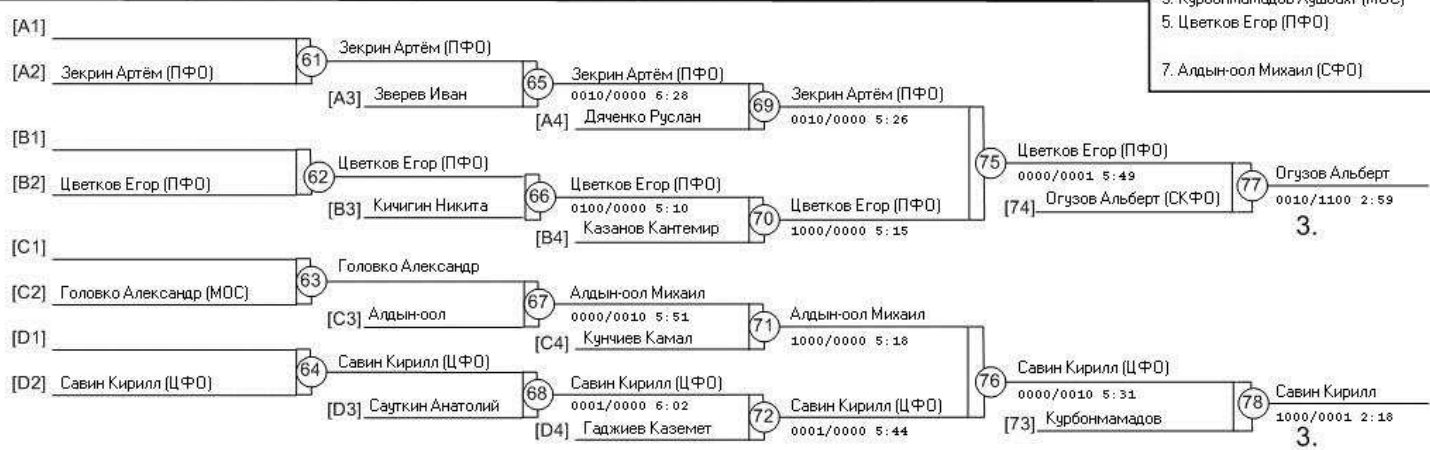 5. Цветков Егор (ПФО)
7. Алдын-оол Михаил (СФО)
[A1]
[A2] Зекрин Артём (ПФО)
61
Зекрин Артём (ПФО)
[A3] Зверев Иван
65
Зекрин Артём (ПФО)
0010/0000 6:28
[A4] Дяченко Руслан
69
Зекрин Артём (ПФО)
0010/0000 5:26
[B1]
[B2] Цветков Егор (ПФО)
62
Цветков Егор (ПФО)
[B3] Кичигин Никита
66
Цветков Егор (ПФО)
0100/0000 5:10
[B4] Казанов Кантемир
70
Цветков Егор (ПФО)
1000/0000 5:15
75
Цветков Егор (ПФО)
0000/0001 5:49
[74] Огузов Альберт (СКФО)
77
Огузов Альберт
0010/1100 2:59
3.
[C1]
[C2] Головко Александр (МОС)
63
Головко Александр
[C3] Алдын-оол
67
Алдын-оол Михаил
0000/0010 5:51
[C4] Кунчиев Камал
71
Алдын-оол Михаил
1000/0000 5:18
[D1]
[D2] Савин Кирилл (ЦФО)
64
Савин Кирилл (ЦФО)
[D3] Сауткин Анатолий
68
Савин Кирилл (ЦФО)
0001/0000 6:02
[D4] Гаджиев Каземет
72
Савин Кирилл (ЦФО)
0001/0000 5:44
76
Савин Кирилл (ЦФО)
0000/0010 5:31
[73] Курбонмамадов
78
Савин Кирилл
1000/0001 2:18
3.